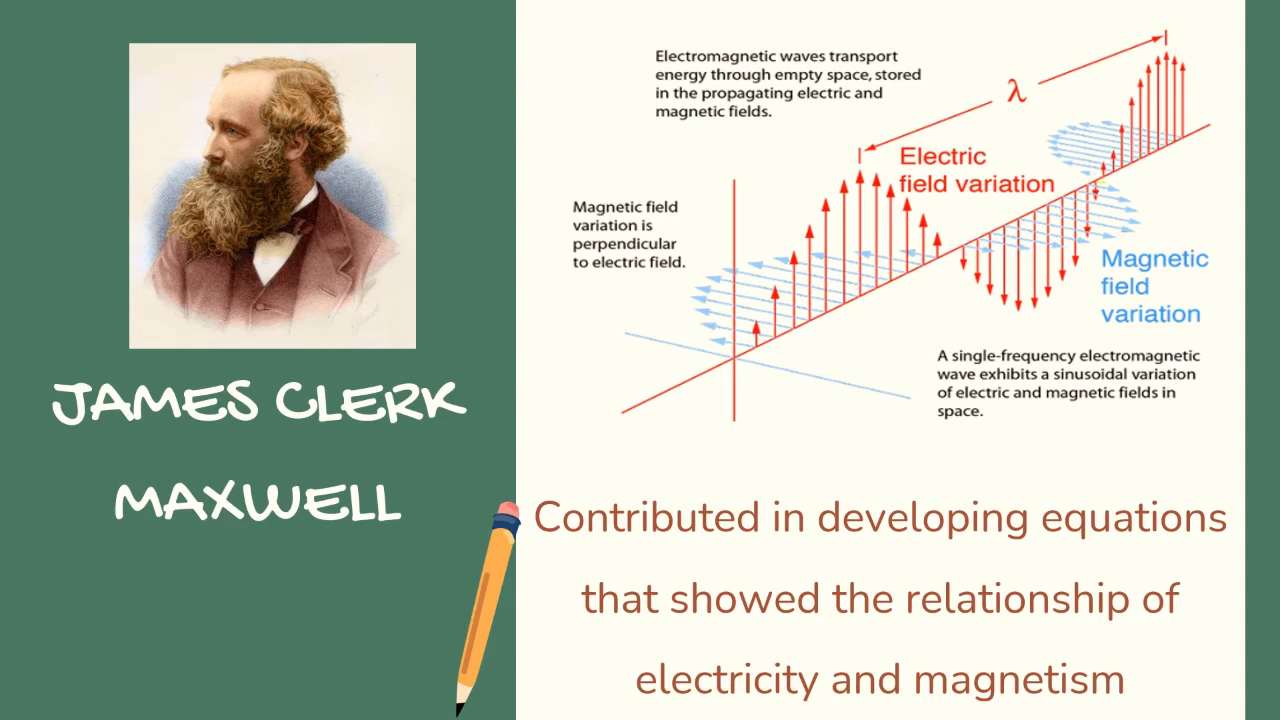 JAMES CLERK
MAXWELL
Electromagnetic waves transport
energy through empty space, stored
in the propagating electric and
magnetic fields.
λ
Electric
field variation
Magnetic field
variation is
perpendicular
to electric field.
Magnetic
field
variation
A single-frequency electromagnetic
wave exhibits a sinusoidal variation
of electric and magnetic fields in
space.
Contributed in developing equations
that showed the relationship of
electricity and magnetism